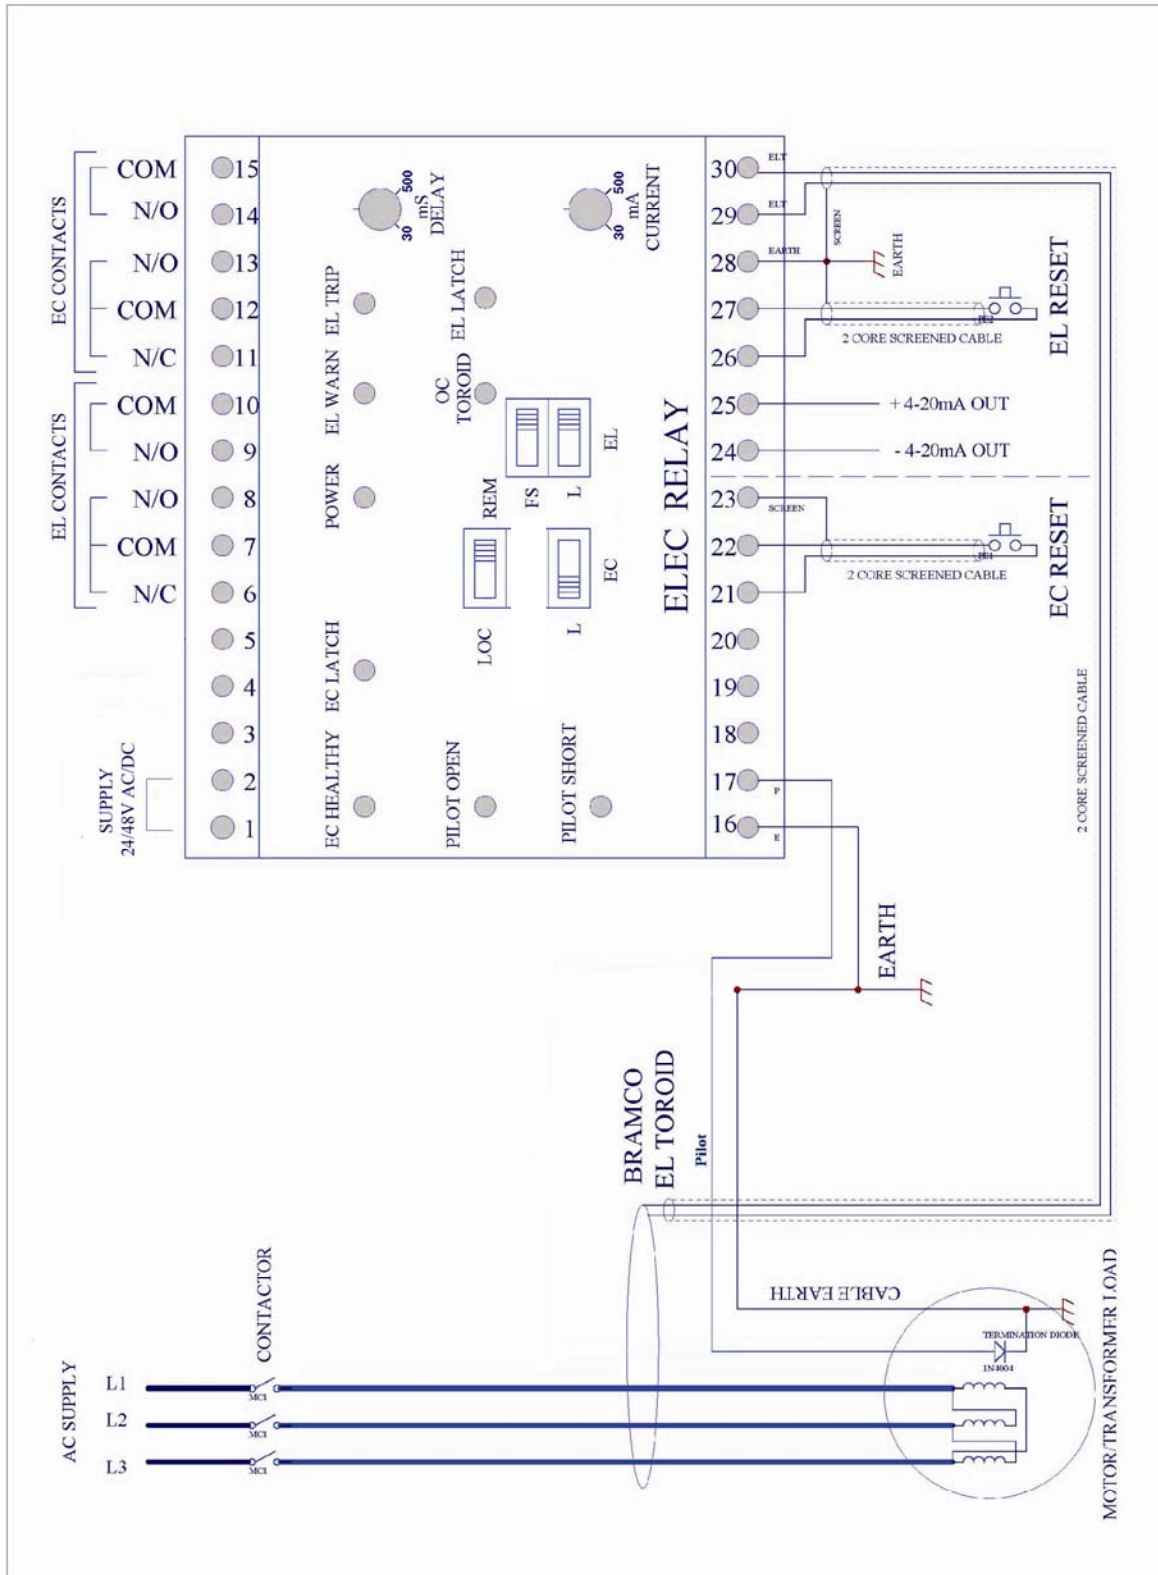 EC CONTACTS
COM
15
N/O
14
N/O
13
COM
12
N/C
11
EL CONTACTS
COM
10
N/O
9
N/O
8
COM
7
N/C
6
5
4
3
SUPPLY
24/48V AC/DC
2
1
30
500
mS
DELAY
30
500
mA
CURRENT
EL TRIP
EL LATCH
EL WARN
OC
TOROID
POWER
REM
FS
L
EL
LOC
L
EC
EC LATCH
EC HEALTHY
PILOT OPEN
PILOT SHORT
ELEC RELAY
30
ELT
29
ELT
28
EARTH
SCREEN
EARTH
27
26
PB2
2 CORE SCREENED CABLE
EL RESET
25
+ 4-20mA OUT
24
- 4-20mA OUT
23
SCREEN
22
21
PB1
2 CORE SCREENED CABLE
EC RESET
20
19
18
17
P
16
E
2 CORE SCREENED CABLE
EARTH
BRAMCO
EL TOROID
Pilot
CABLE EARTH
TERMINATION DIODE
1N4004
MOTOR/TRANSFORMER LOAD
AC SUPPLY
CONTACTOR
L1
MC1
L2
MC1
L3
MC1